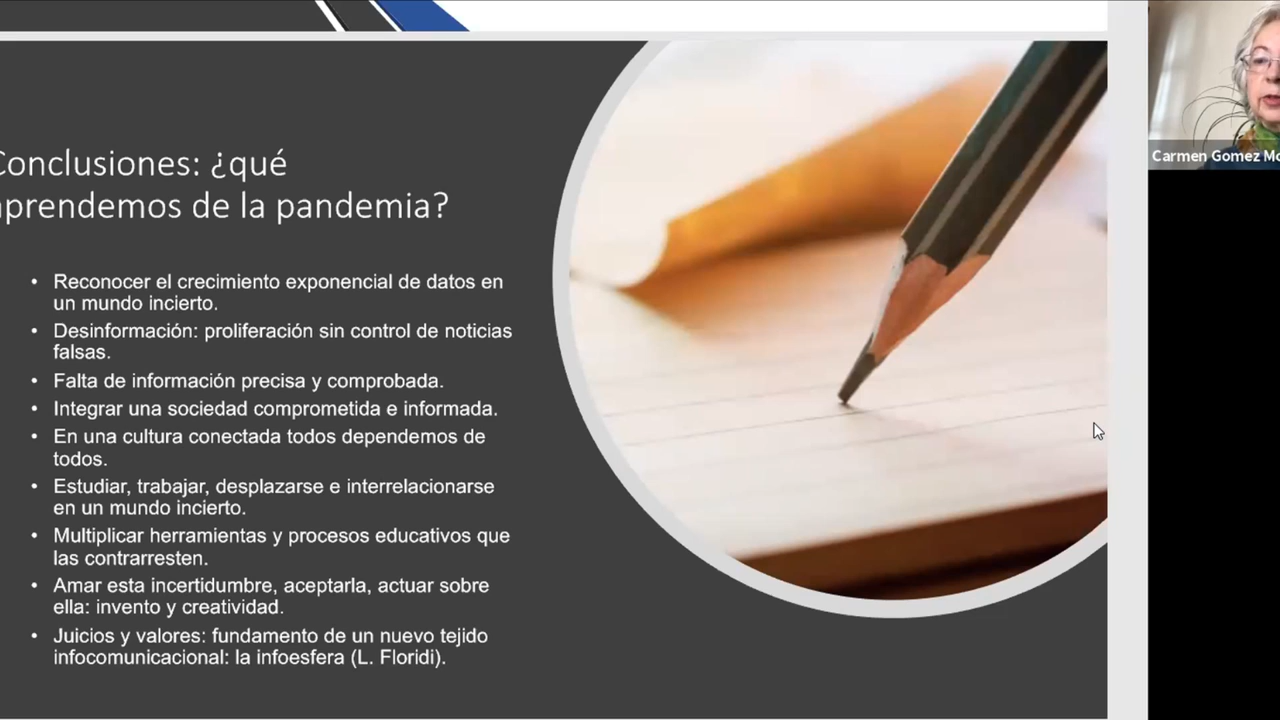 Conclusiones: ¿qué
aprendemos de la pandemia?
• Reconocer el crecimiento exponencial de datos en
un mundo incierto.
• Desinformación: proliferación sin control de noticias
falsas.
• Falta de información precisa y comprobada.
• Integrar una sociedad comprometida e informada.
• En una cultura conectada todos dependemos de
todos.
• Estudiar, trabajar, desplazarse e interrelacionarse
en un mundo incierto.
• Multiplicar herramientas y procesos educativos que
las contrarresten.
• Amar esta incertidumbre, aceptarla, actuar sobre
ella: invento y creatividad.
• Juicios y valores: fundamento de un nuevo tejido
infocomunicacional: la infoesfera (L. Floridi).
Carmen Gomez Mo